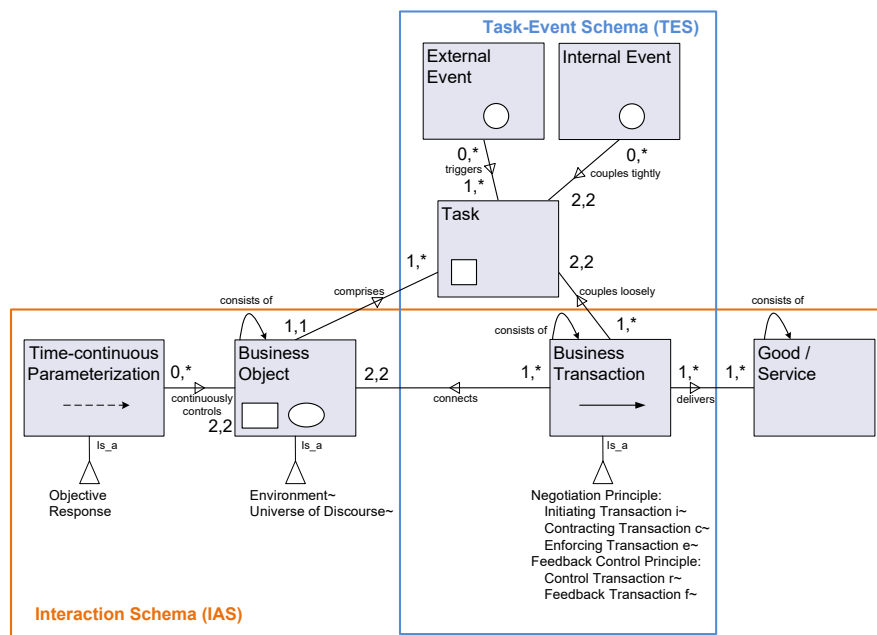 Task-Event Schema (TES)
External
Event
Internal Event
0,*
triggers
1,*
0,*
couples tightly
2,2
Task
1,*
comprises
2,2
couples loosely
consists of
1,1
consists of
1,*
consists of
Time-continuous
Parameterization
0,*
continuously
controls
2,2
Business
Object
2,2
connects
1,*
Business
Transaction
1,*
delivers
1,*
Good /
Service
Is_a
Is_a
Is_a
Objective
Response
Environment~
Universe of Discourse~
Negotiation Principle:
Initiating Transaction i~
Contracting Transaction c~
Enforcing Transaction e~
Feedback Control Principle:
Control Transaction r~
Feedback Transaction f~
Interaction Schema (IAS)